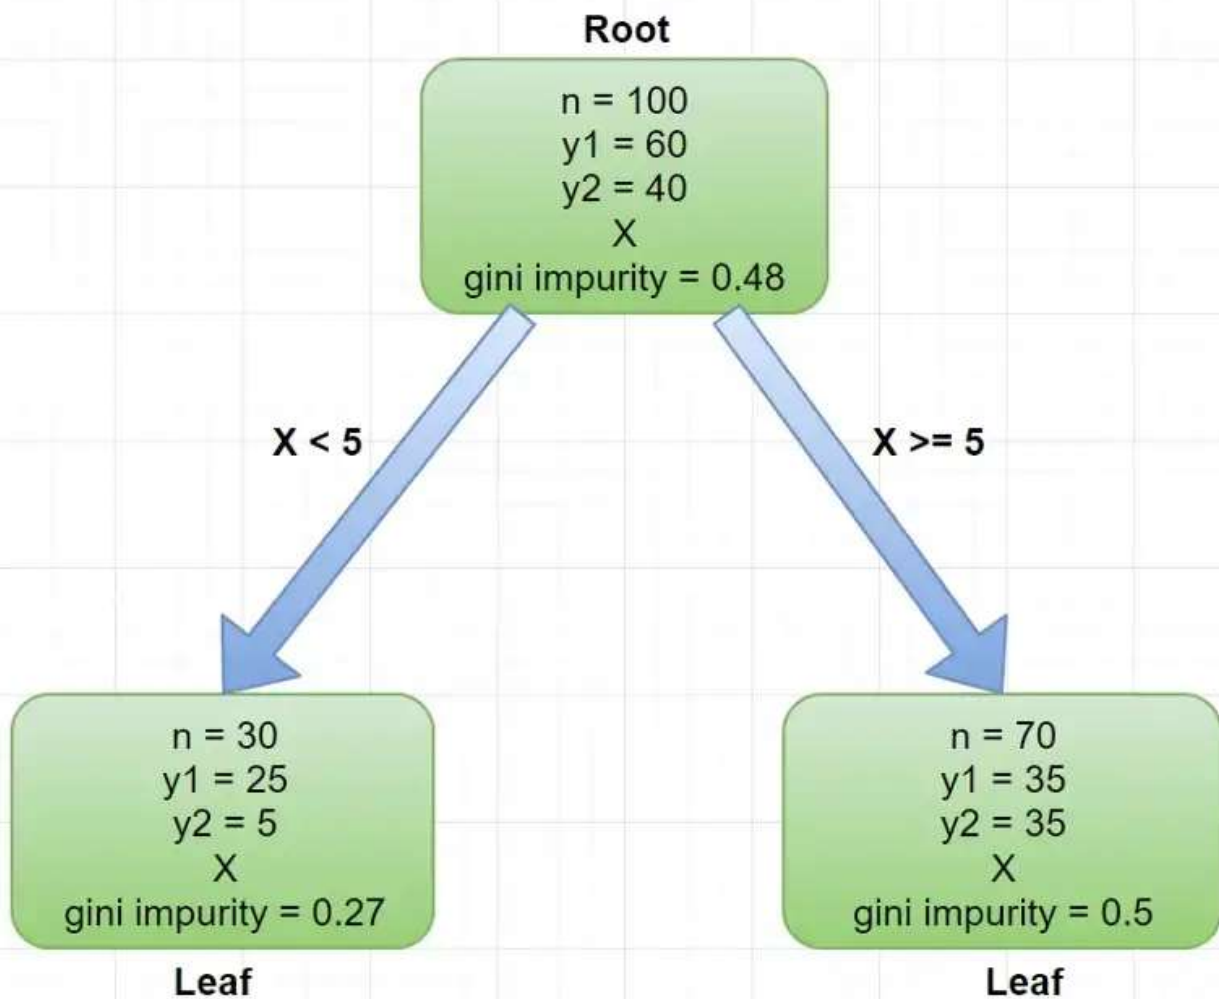 Root
n = 100
y1 = 60
y2 = 40
X
gini impurity = 0.48
X < 5
X >= 5
n = 30
y1 = 25
y2 = 5
X
gini impurity = 0.27
Leaf
n = 70
y1 = 35
y2 = 35
X
gini impurity = 0.5
Leaf